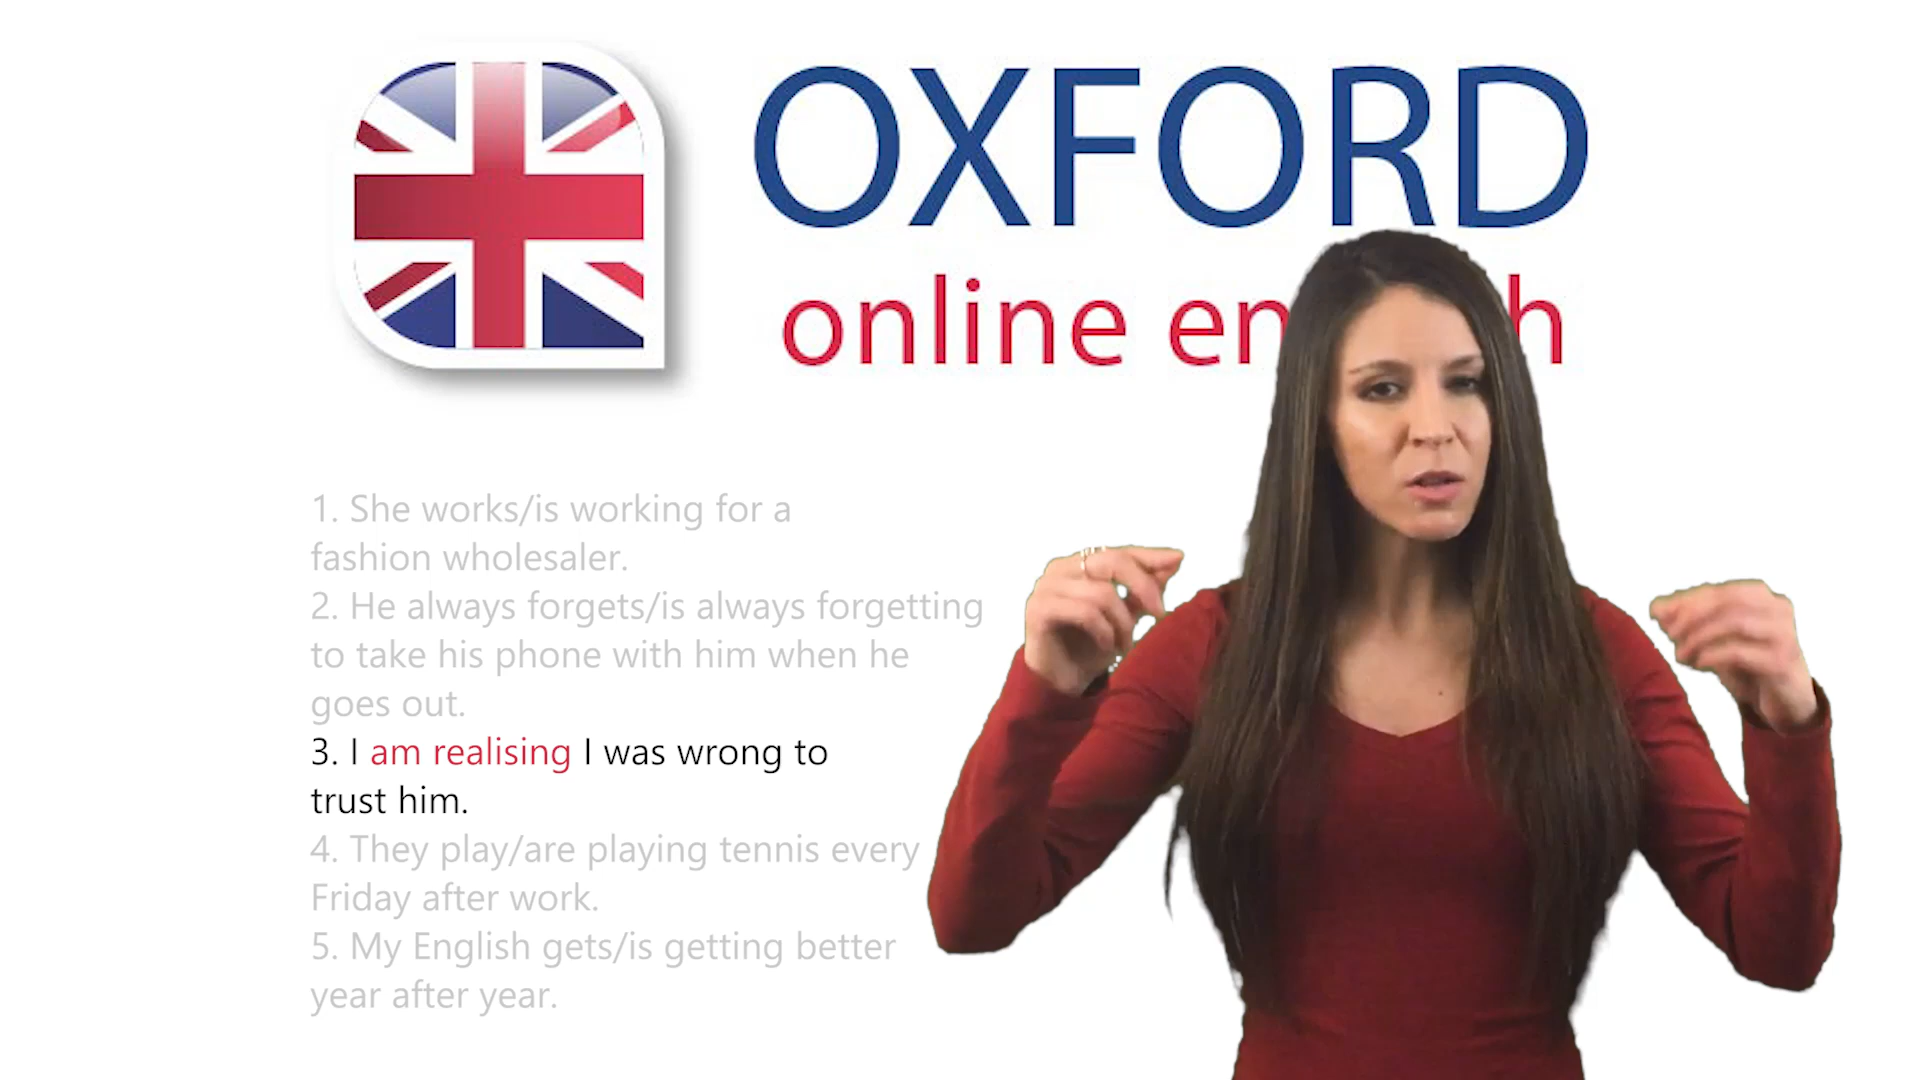 OXFORD
online en h
1. She works/is working for a
fashion wholesaler.
2. He always forgets/is always forgetting
to take his phone with him when he
goes out.
3. I am realising I was wrong to
trust him.
4. They play/are playing tennis every
Friday after work.
5. My English gets/is getting better
year after year.